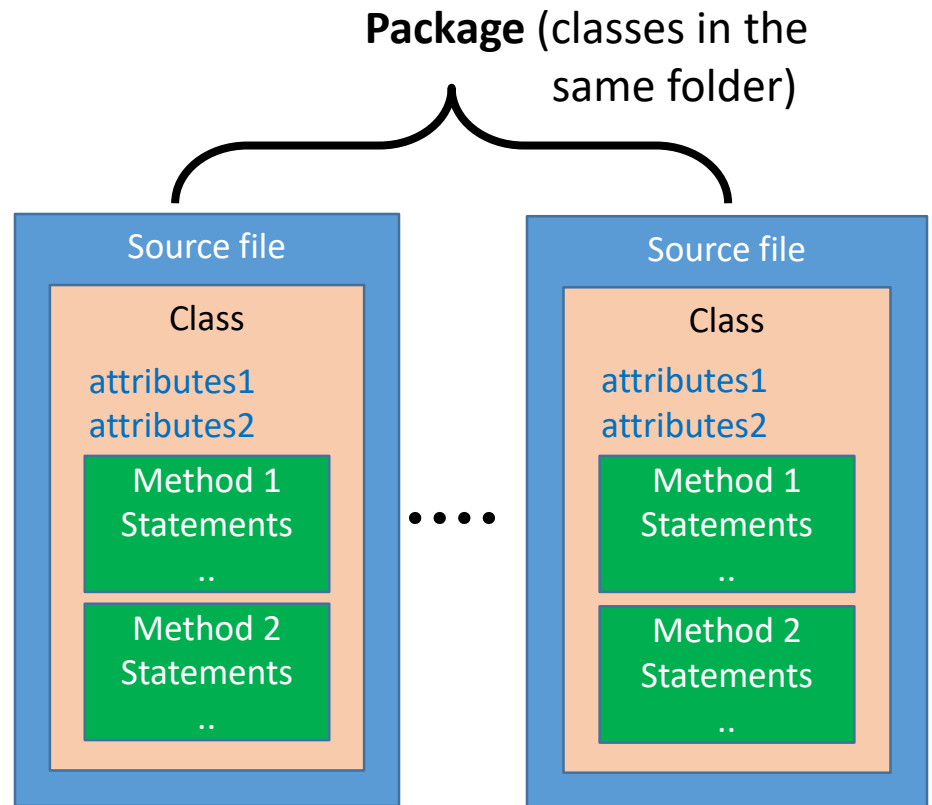 Package (classes in the
same folder)
Source file
Class
attributes1
attributes2
Method 1
Statements
..
Method 2
Statements
..
....
Source file
Class
attributes1
attributes2
Method 1
Statements
..
Method 2
Statements
..